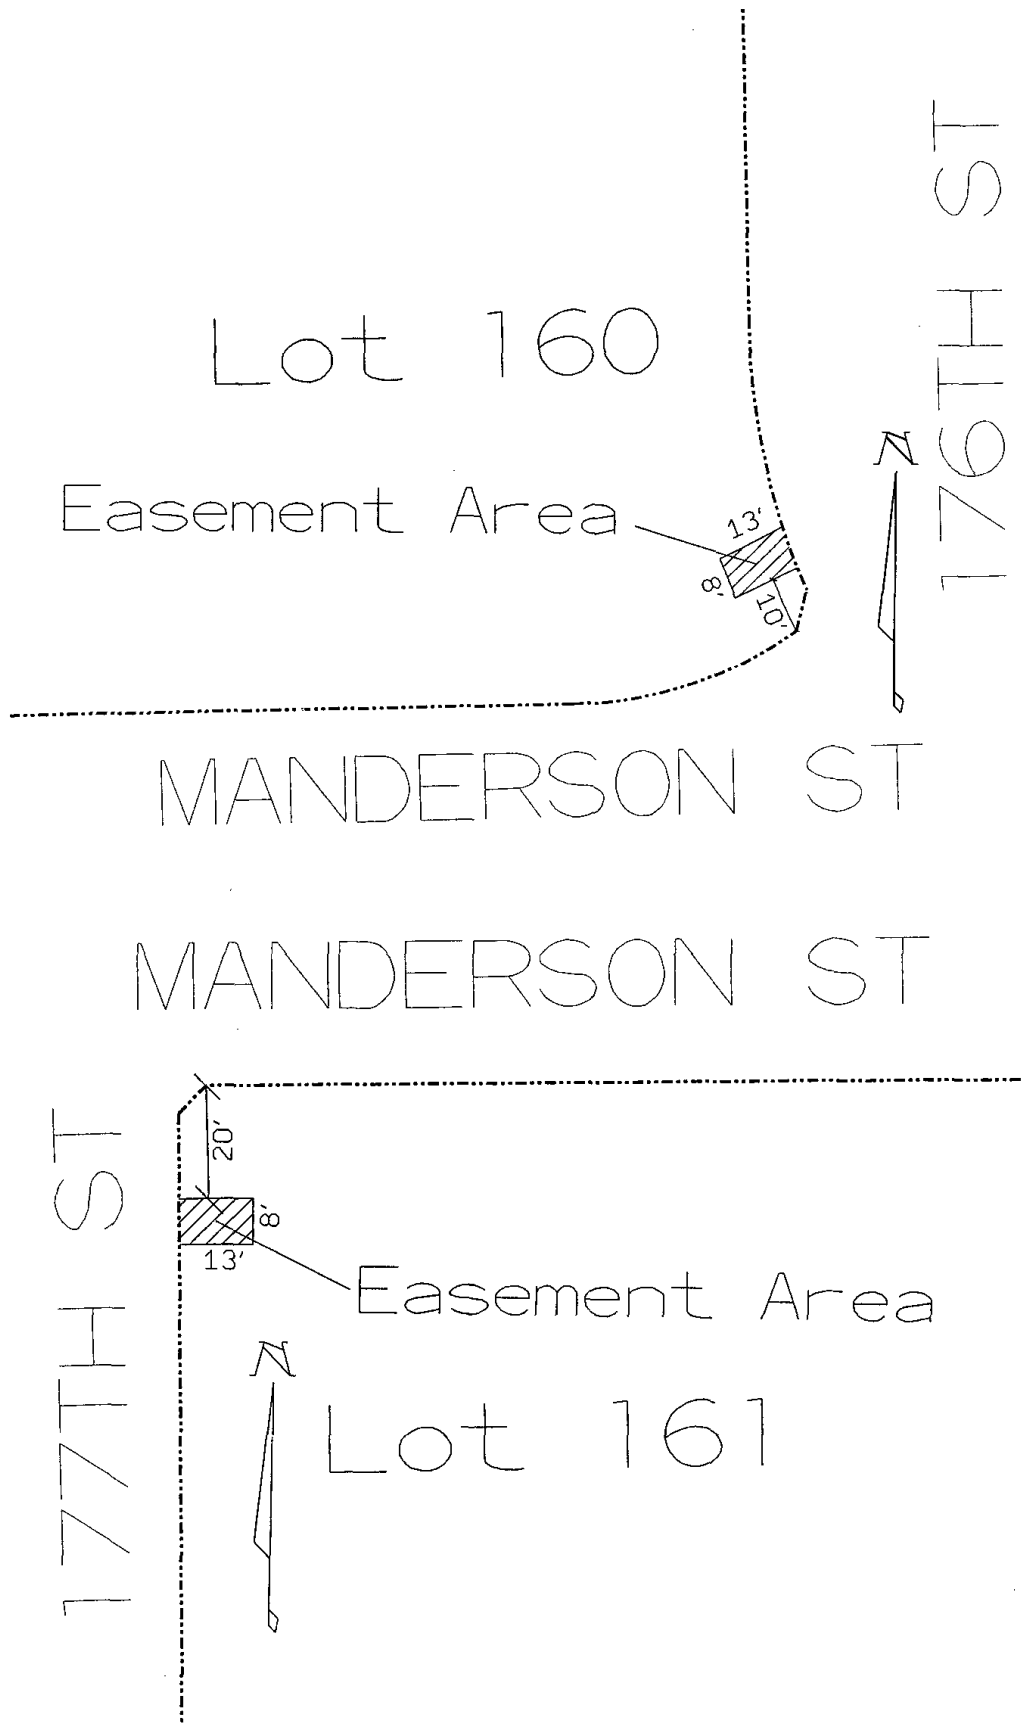 176TH ST
Lot 160
N
Easement Area
13'
8'
10'
MANDERSON ST
MANDERSON ST
177TH ST
20'
8'
13'
Easement Area
N
Lot 161